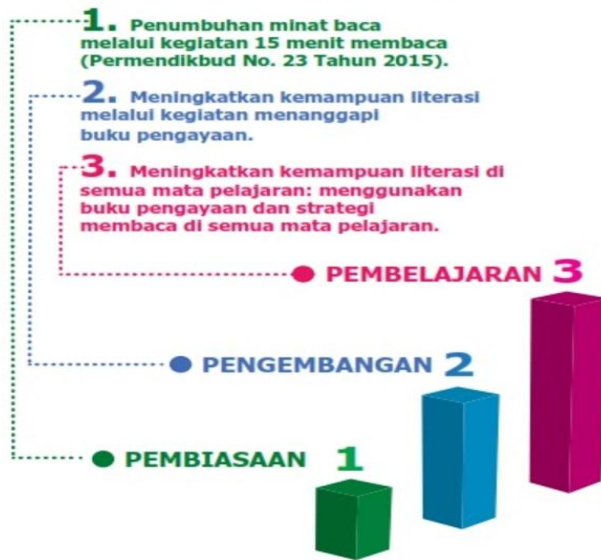 1. Penumbuhan minat baca
melalui kegiatan 15 menit membaca
(Permendikbud No. 23 Tahun 2015).
2. Meningkatkan kemampuan literasi
melalui kegiatan menanggapi
buku pengayaan.
3. Meningkatkan kemampuan literasi di
semua mata pelajaran: menggunakan
buku pengayaan dan strategi
membaca di semua mata pelajaran.
PEMBELAJARAN 3
PENGEMBANGAN 2
PEMBIASAAN 1